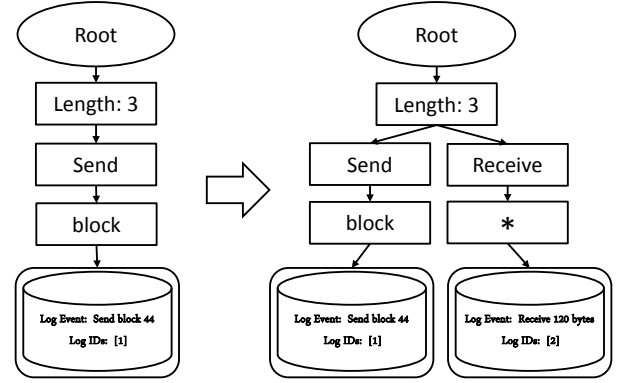 Root
Length: 3
Send
block
Log Event: Send block 44
Log IDs: [1]
Root
Length: 3
Send
Receive
block
*
Log Event: Send block 44
Log IDs: [1]
Log Event: Receive 120 bytes
Log IDs: [2]